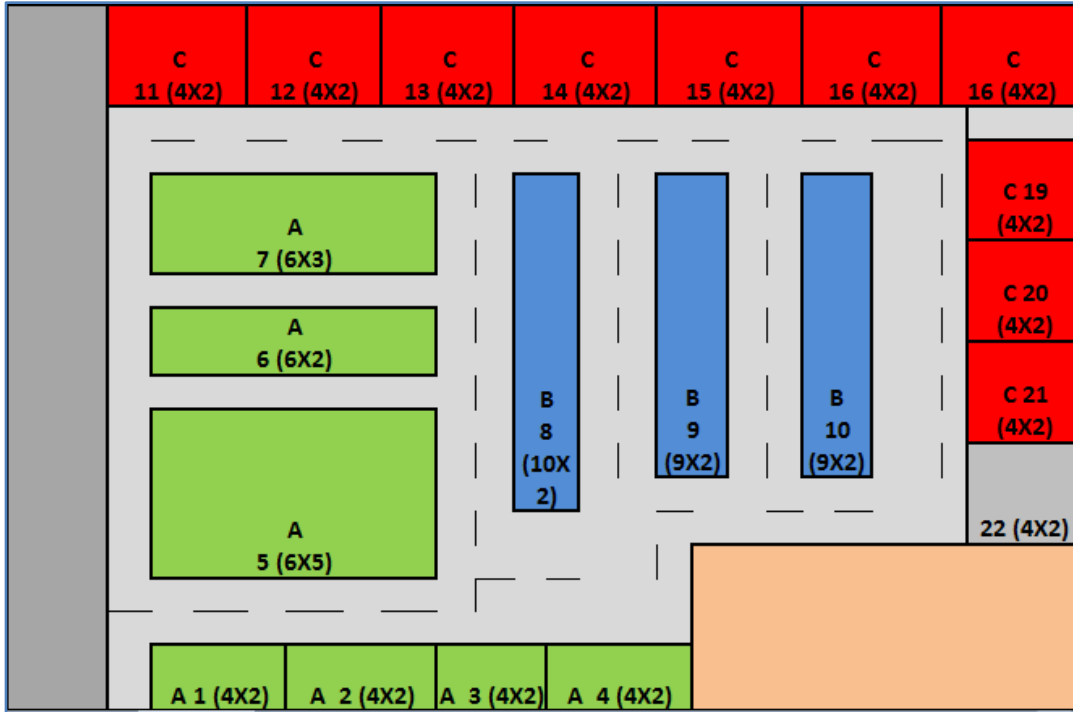 C
11 (4X2)
C
12 (4X2)
C
13 (4X2)
C
14 (4X2)
C
15 (4X2)
C
16 (4X2)
C
16 (4X2)
A
7 (6X3)
A
6 (6X2)
A
5 (6X5)
B
8
(10X
2)
B
9
(9X2)
B
10
(9X2)
C 19
(4X2)
C 20
(4X2)
C 21
(4X2)
22 (4X2)
A 1 (4X2)
A  2 (4X2)
A  3 (4X2)
A  4 (4X2)